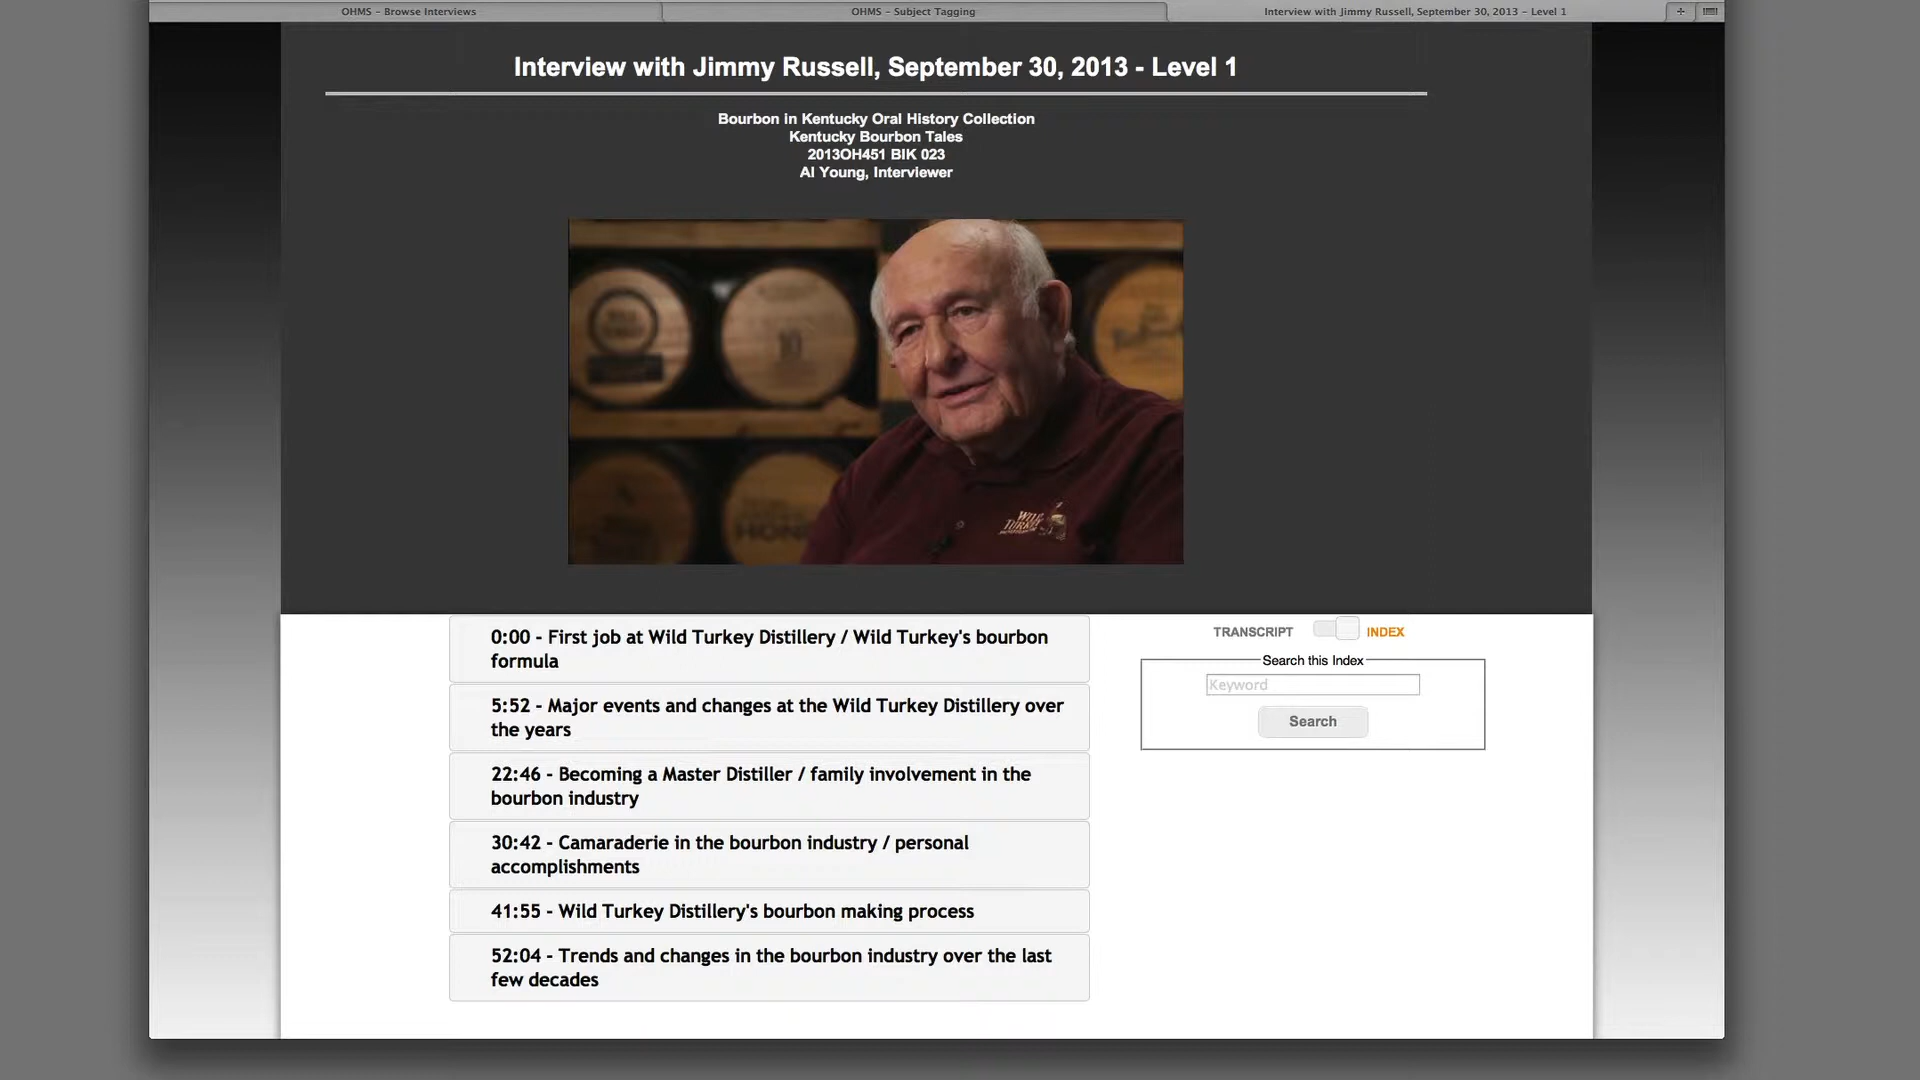 OHMS – Browse Interviews
OHMS – Subject Tagging
Interview with Jimmy Russell, September 30, 2013 – Level 1
+
Interview with Jimmy Russell, September 30, 2013 - Level 1
Bourbon in Kentucky Oral History Collection
Kentucky Bourbon Tales
2013OH451 BIK 023
Al Young, Interviewer
10
WILD
TURKEY
0:00 - First job at Wild Turkey Distillery / Wild Turkey's bourbon
formula
5:52 - Major events and changes at the Wild Turkey Distillery over
the years
22:46 - Becoming a Master Distiller / family involvement in the
bourbon industry
30:42 - Camaraderie in the bourbon industry / personal
accomplishments
41:55 - Wild Turkey Distillery's bourbon making process
52:04 - Trends and changes in the bourbon industry over the last
few decades
TRANSCRIPT INDEX
Search this Index
Keyword
Search